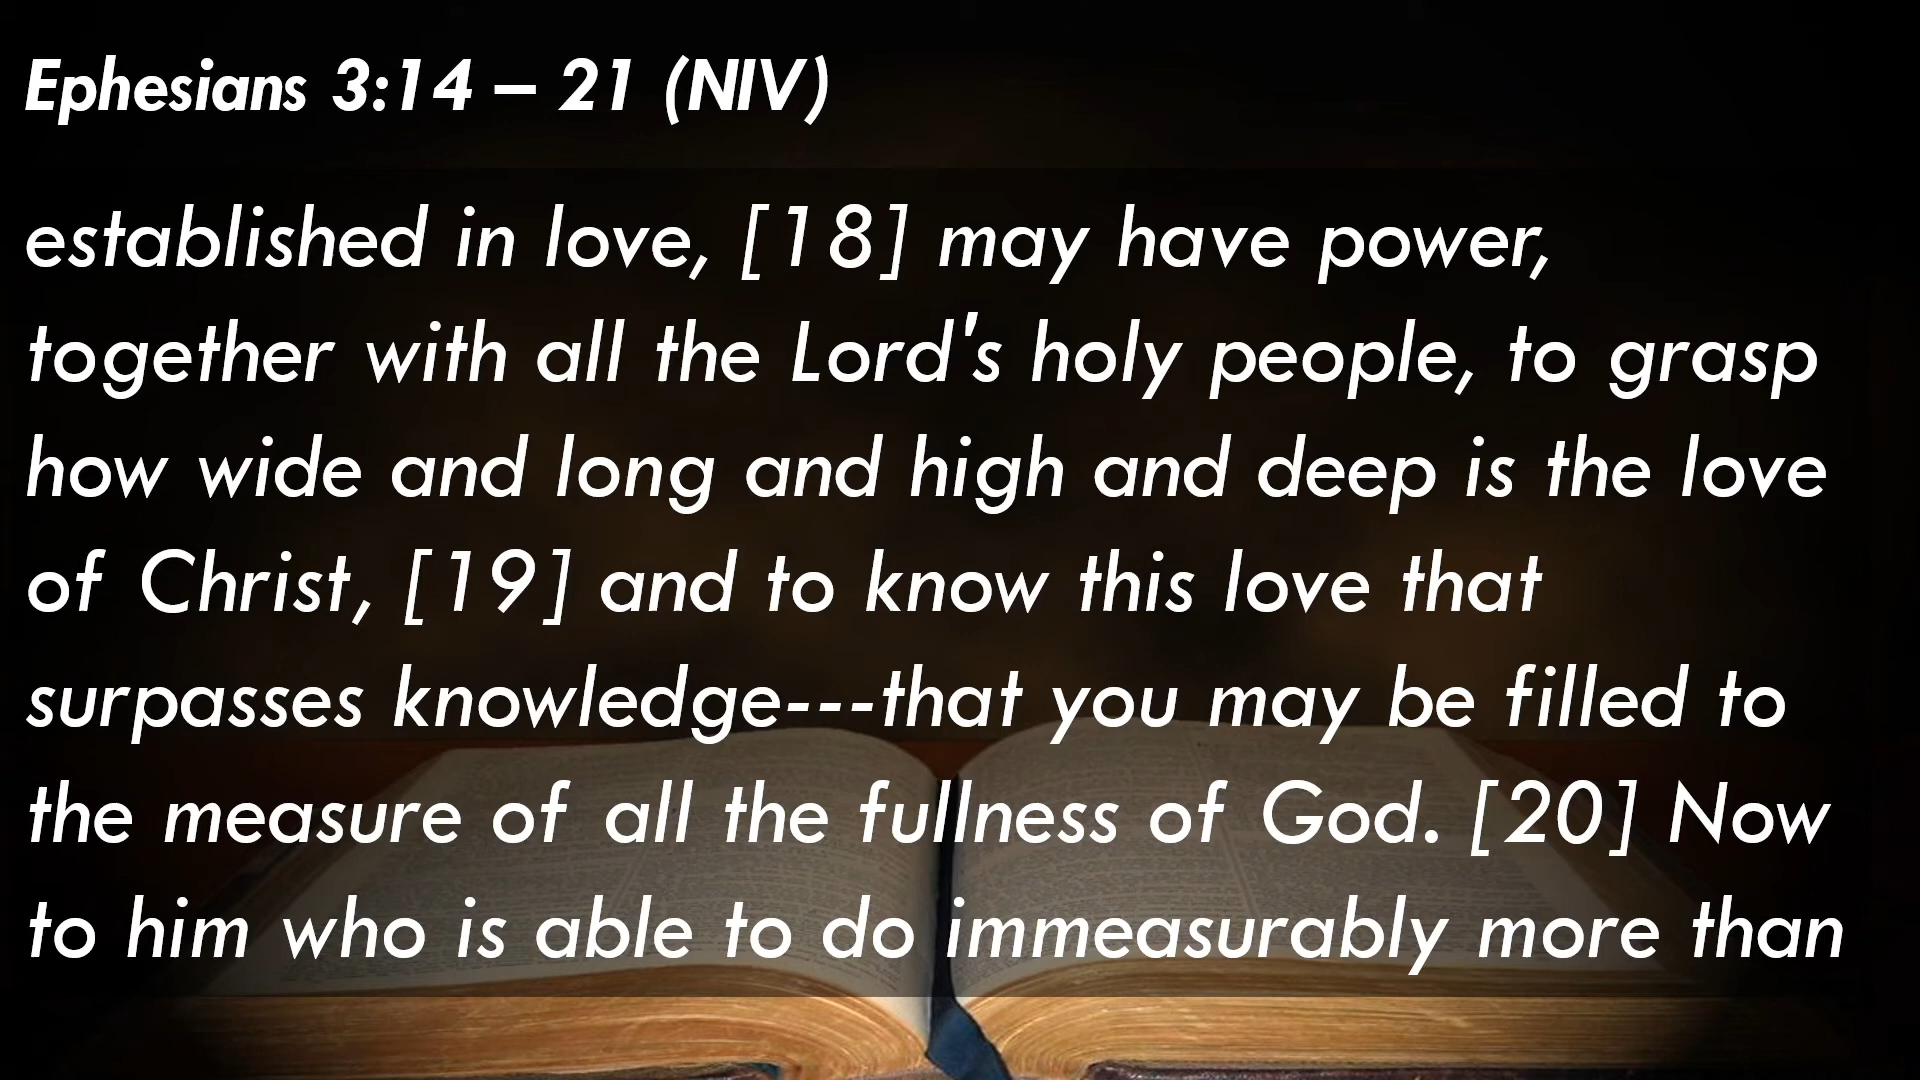 Ephesians 3:14 – 21 (NIV)
established in love, [18] may have power,
together with all the Lord's holy people, to grasp
how wide and long and high and deep is the love
of Christ, [19] and to know this love that
surpasses knowledge---that you may be filled to
the measure of all the fullness of God. [20] Now
to him who is able to do immeasurably more than